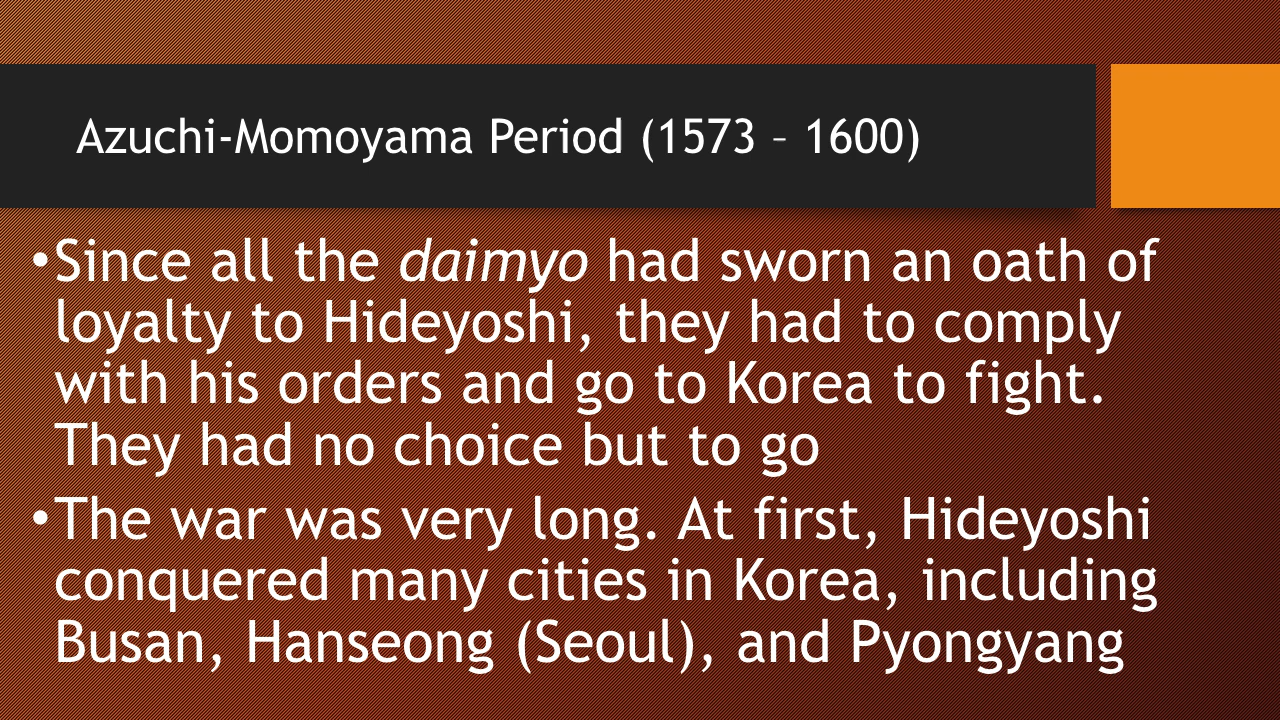 Azuchi-Momoyama Period (1573 – 1600)
•Since all the daimyo had sworn an oath of
loyalty to Hideyoshi, they had to comply
with his orders and go to Korea to fight.
They had no choice but to go
•The war was very long. At first, Hideyoshi
conquered many cities in Korea, including
Busan, Hanseong (Seoul), and Pyongyang